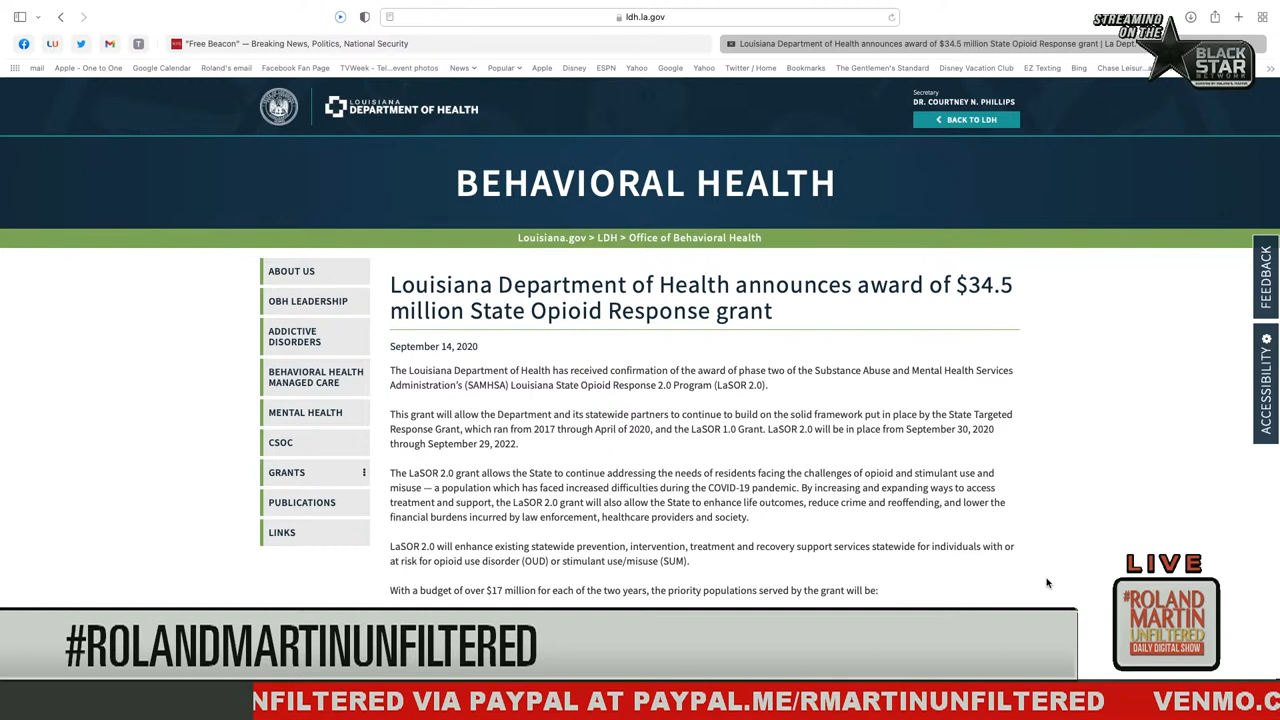 ldh.la.gov
STREAMING
ON THE
BLACK
STAR
NETWORK
"Free Beacon" — Breaking News, Politics, National Security
Louisiana Department of Health announces award of $34.5 million State Opioid Response grant | La Dept.
mail Apple - One to One Google Calendar Roland's email Facebook Fan Page TVWeek - Tel...event photos News Popular Apple Disney ESPN Yahoo Google Yahoo Twitter / Home Bookmarks The Gentlemen's Standard Disney Vacation Club EZ Texting Bing Chase Leisur...
LOUISIANA
DEPARTMENT OF HEALTH
Secretary
DR. COURTNEY N. PHILLIPS
BACK TO LDH
BEHAVIORAL HEALTH
Louisiana.gov > LDH > Office of Behavioral Health
ABOUT US
OBH LEADERSHIP
ADDICTIVE
DISORDERS
BEHAVIORAL HEALTH
MANAGED CARE
MENTAL HEALTH
CSOC
GRANTS
PUBLICATIONS
LINKS
Louisiana Department of Health announces award of $34.5
million State Opioid Response grant
September 14, 2020
The Louisiana Department of Health has received confirmation of the award of phase two of the Substance Abuse and Mental Health Services
Administration's (SAMHSA) Louisiana State Opioid Response 2.0 Program (LaSOR 2.0).
This grant will allow the Department and its statewide partners to continue to build on the solid framework put in place by the State Targeted
Response Grant, which ran from 2017 through April of 2020, and the LaSOR 1.0 Grant. LaSOR 2.0 will be in place from September 30, 2020
through September 29, 2022.
The LaSOR 2.0 grant allows the State to continue addressing the needs of residents facing the challenges of opioid and stimulant use and
misuse — a population which has faced increased difficulties during the COVID-19 pandemic. By increasing and expanding ways to access
treatment and support, the LaSOR 2.0 grant will also allow the State to enhance life outcomes, reduce crime and reoffending, and lower the
financial burdens incurred by law enforcement, healthcare providers and society.
LaSOR 2.0 will enhance existing statewide prevention, intervention, treatment and recovery support services statewide for individuals with or
at risk for opioid use disorder (OUD) or stimulant use/misuse (SUM).
With a budget of over $17 million for each of the two years, the priority populations served by the grant will be:
FEEDBACK
ACCESSIBILITY
LIVE
#ROLAND
MARTIN
UNFILTERED
DAILY DIGITAL SHOW
#ROLANDMARTINUNFILTERED
NFILTERED VIA PAYPAL AT PAYPAL.ME/RMARTINUNFILTERED VENMO.C